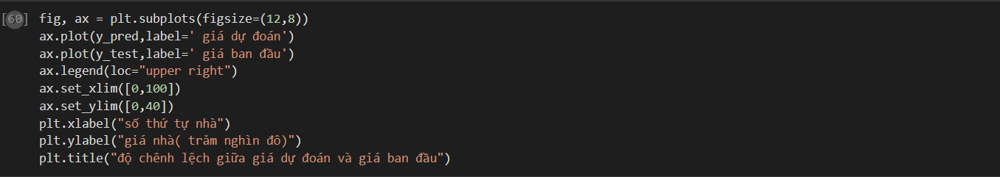 [60] fig, ax = plt.subplots(figsize=(12,8))
ax.plot(y_pred,label=' giá dự đoán')
ax.plot(y_test,label=' giá ban đầu')
ax.legend(loc="upper right")
ax.set_xlim([0,100])
ax.set_ylim([0,40])
plt.xlabel("số thứ tự nhà")
plt.ylabel("giá nhà( trăm nghìn đô)")
plt.title("độ chênh lệch giữa giá dự đoán và giá ban đầu")